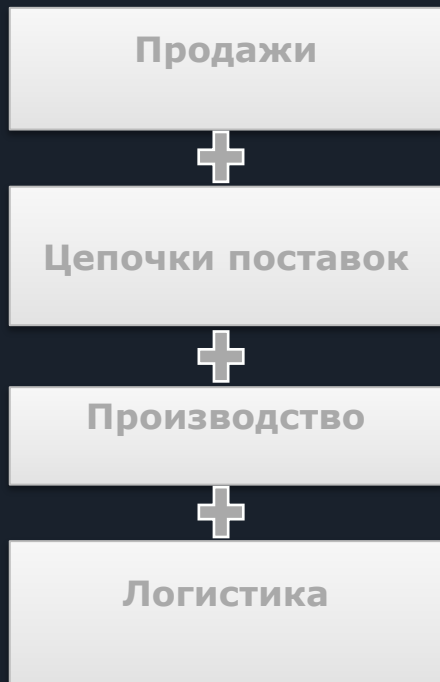 Продажи
Цепочки поставок
Производство
Логистика